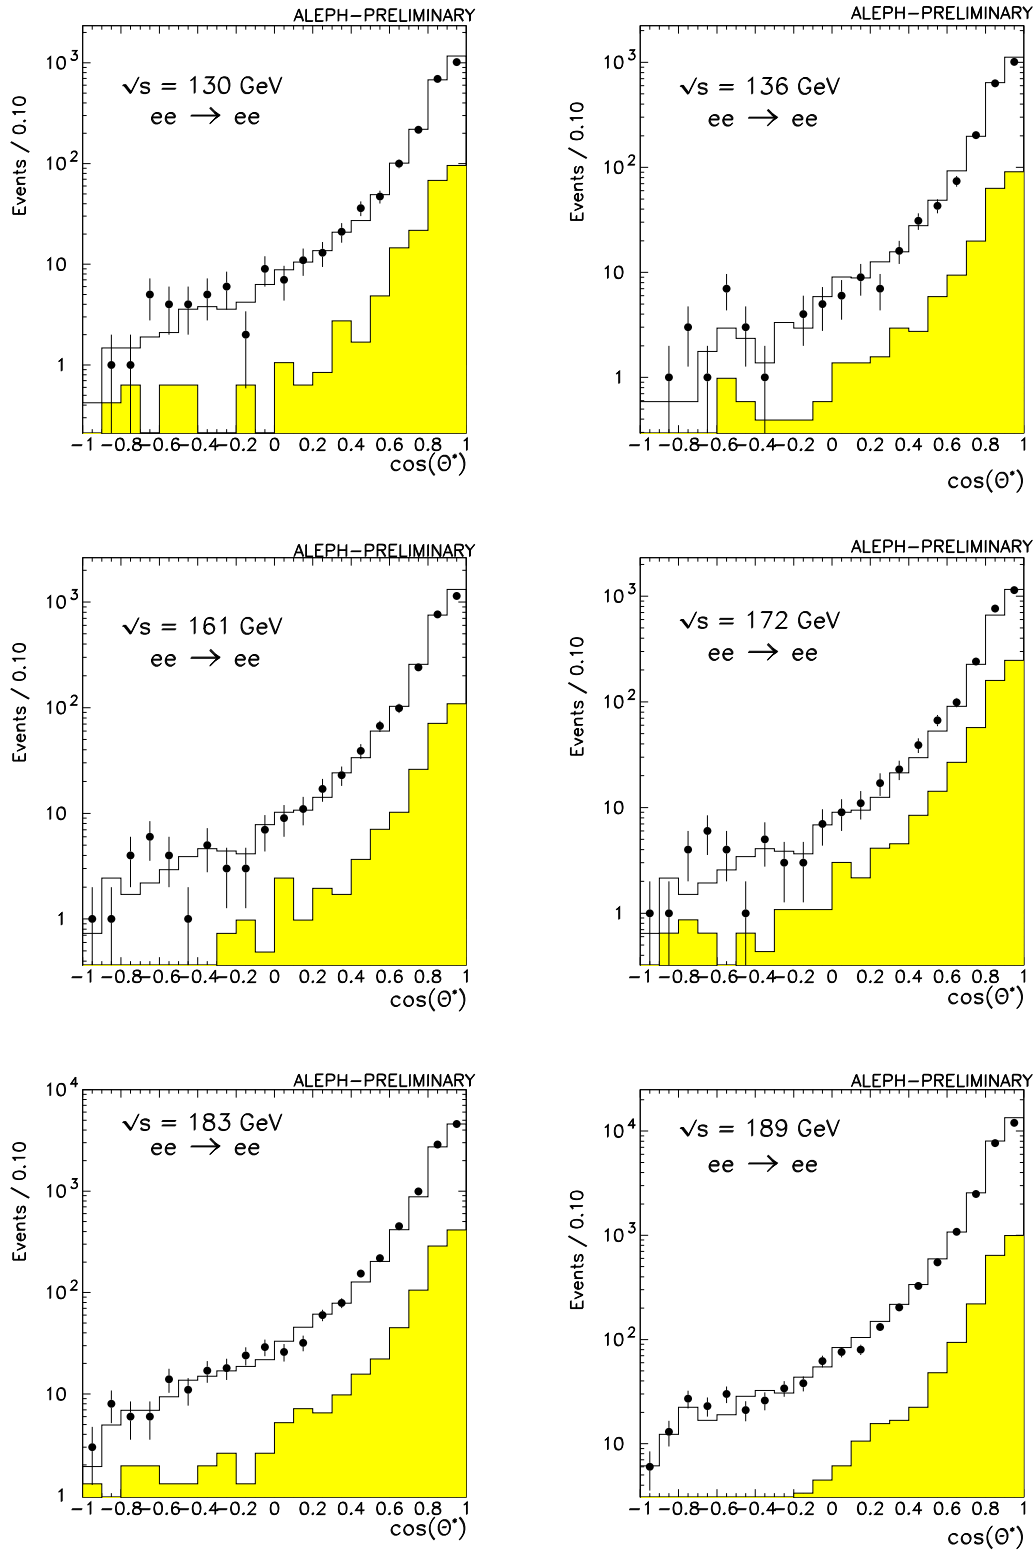 ALEPH−PRELIMINARY
√s = 130 GeV
ee → ee
Events / 0.10
10³
10²
10
1
−1 −0.8 −0.6 −0.4 −0.2 0 0.2 0.4 0.6 0.8 1
cos(Θ*)
ALEPH−PRELIMINARY
√s = 136 GeV
ee → ee
Events / 0.10
10³
10²
10
1
−1 −0.8 −0.6 −0.4 −0.2 0 0.2 0.4 0.6 0.8 1
cos(Θ*)
ALEPH−PRELIMINARY
√s = 161 GeV
ee → ee
Events / 0.10
10³
10²
10
1
−1 −0.8 −0.6 −0.4 −0.2 0 0.2 0.4 0.6 0.8 1
cos(Θ*)
ALEPH−PRELIMINARY
√s = 172 GeV
ee → ee
Events / 0.10
10³
10²
10
1
−1 −0.8 −0.6 −0.4 −0.2 0 0.2 0.4 0.6 0.8 1
cos(Θ*)
ALEPH−PRELIMINARY
√s = 183 GeV
ee → ee
Events / 0.10
10⁴
10³
10²
10
1
−1 −0.8 −0.6 −0.4 −0.2 0 0.2 0.4 0.6 0.8 1
cos(Θ*)
ALEPH−PRELIMINARY
√s = 189 GeV
ee → ee
Events / 0.10
10⁴
10³
10²
10
−1 −0.8 −0.6 −0.4 −0.2 0 0.2 0.4 0.6 0.8 1
cos(Θ*)